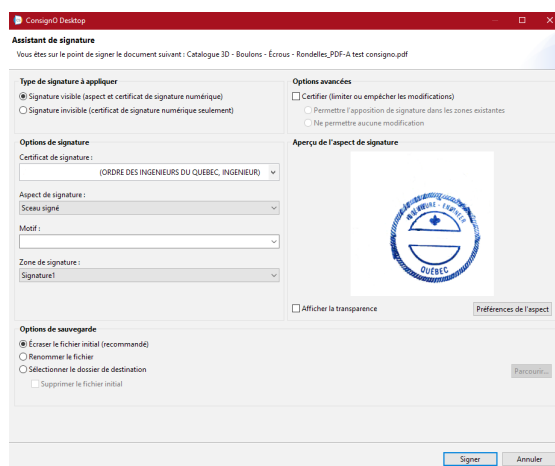 ConsignO Desktop
Assistant de signature
Vous êtes sur le point de signer le document suivant : Catalogue 3D - Boulons - Écrous - Rondelles_PDF-A test consigno.pdf
Type de signature à appliquer
Signature visible (aspect et certificat de signature numérique)
Signature invisible (certificat de signature numérique seulement)
Options avancées
Certifier (limiter ou empêcher les modifications)
Permettre l'apposition de signature dans les zones existantes
Ne permettre aucune modification
Options de signature
Certificat de signature :
(ORDRE DES INGENIEURS DU QUEBEC, INGENIEUR)
Aspect de signature :
Sceau signé
Motif :
Zone de signature :
Signature1
Aperçu de l'aspect de signature
INGÉNIEURE - ENGINEER
QUÉBEC
Afficher la transparence
Préférences de l'aspect
Options de sauvegarde
Écraser le fichier initial (recommandé)
Renommer le fichier
Sélectionner le dossier de destination
Parcourir...
Supprimer le fichier initial
Signer
Annuler